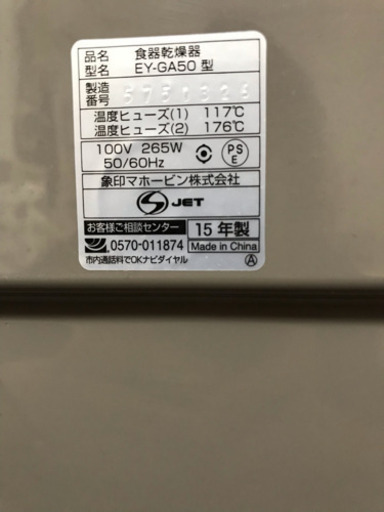 品名 食器乾燥器
型名 EY-GA50 型
製造
番号
温度ヒューズ(1) 117℃
温度ヒューズ(2) 176℃
100V 265W
50/60Hz
PS
E
象印マホービン株式会社
S JET
お客様ご相談センター
0570-011874
市内通話料でOKナビダイヤル
15 年製
Made in China
A